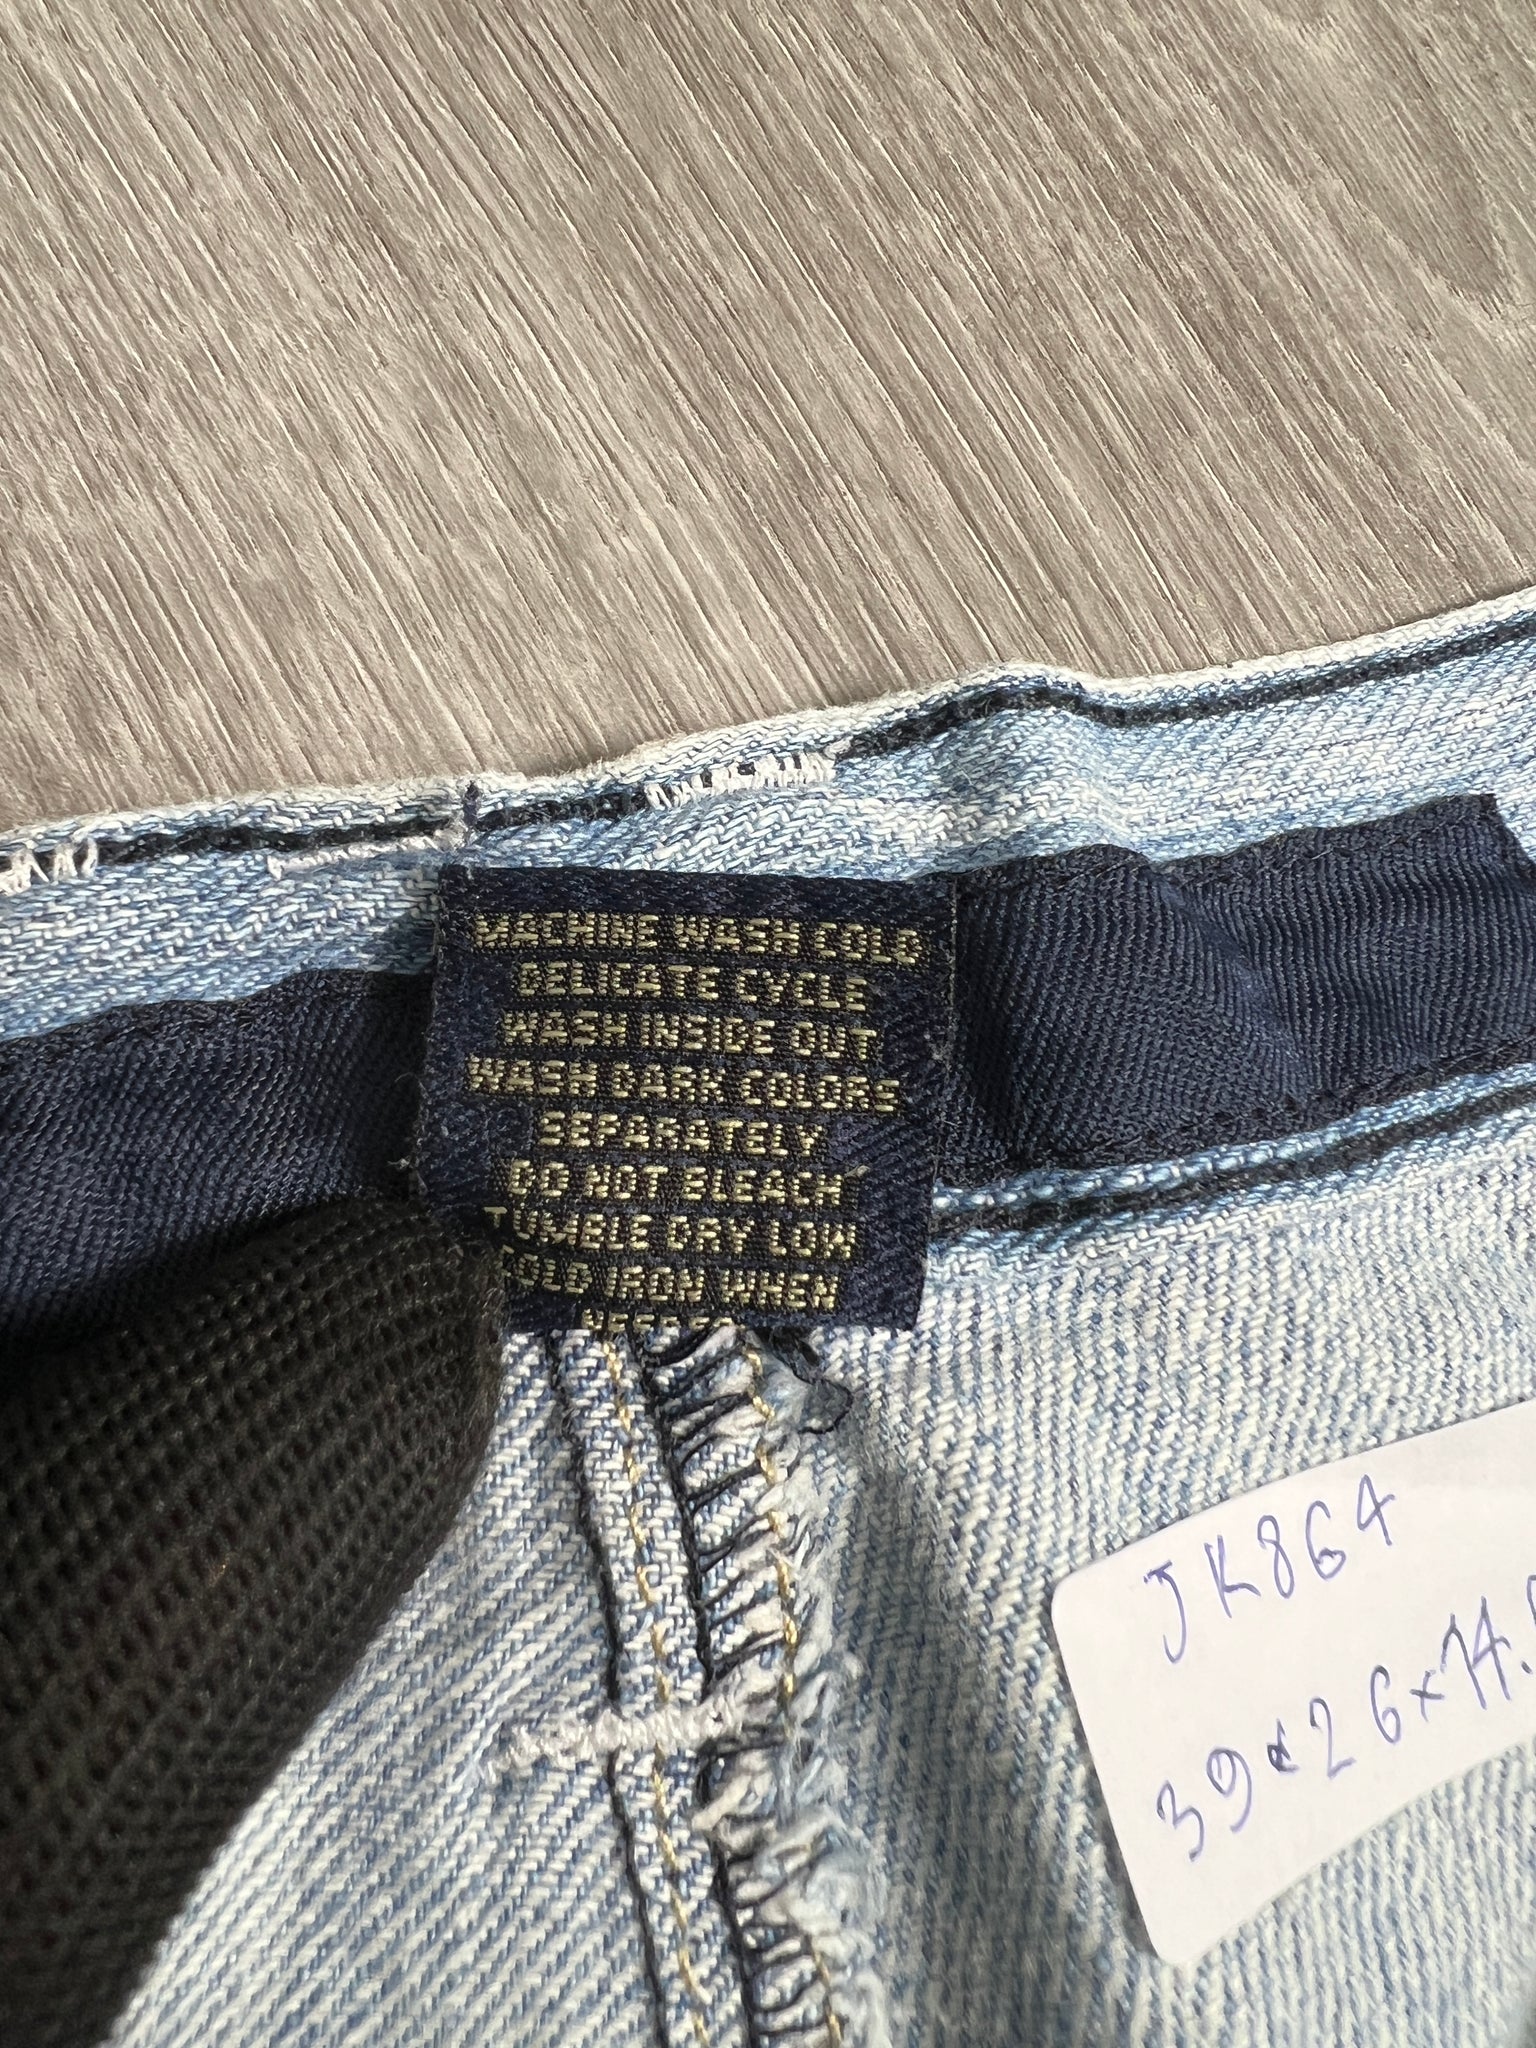 MACHINE WASH COLD
DELICATE CYCLE
WASH INSIDE OUT
WASH DARK COLORS
SEPARATELY
DO NOT BLEACH
TUMBLE DRY LOW
COLD IRON WHEN
JK864
39x26x14.